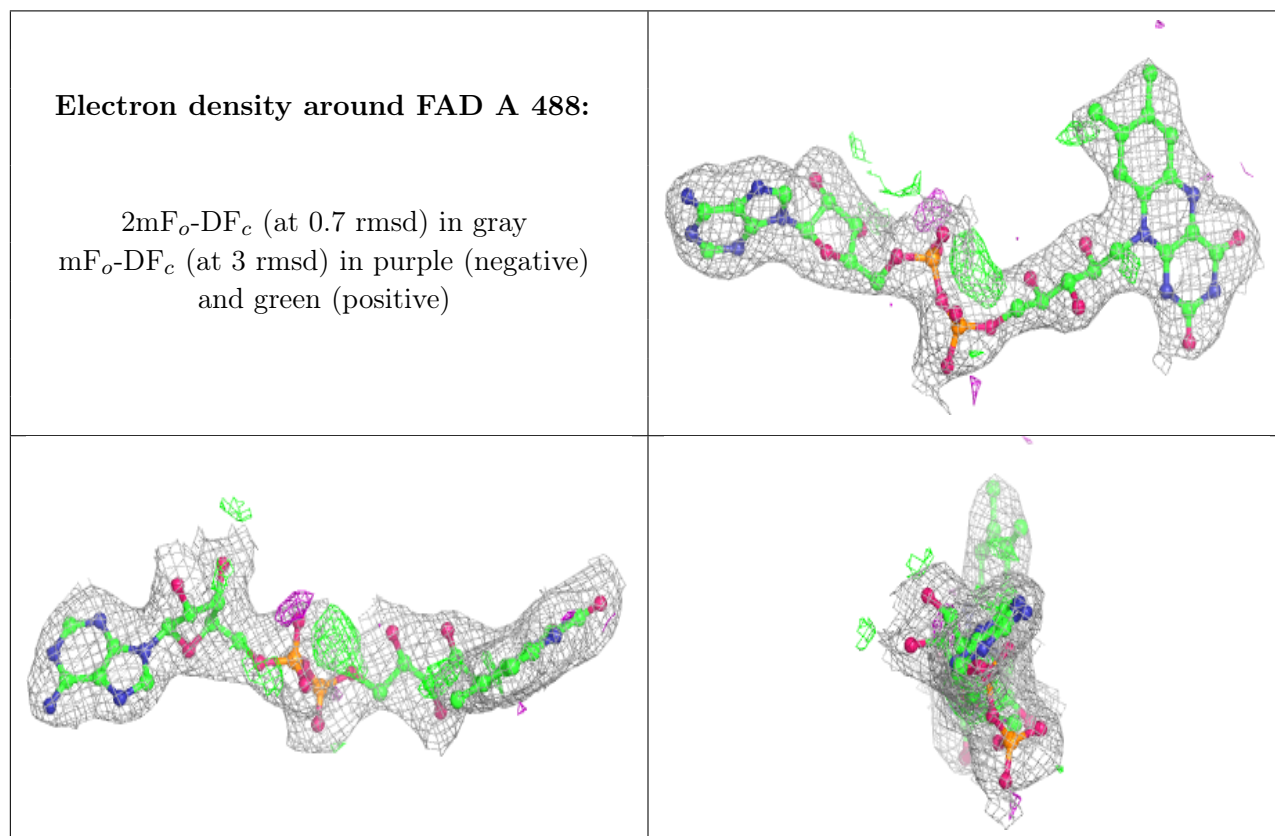 Electron density around FAD A 488:
2mFo-DFc (at 0.7 rmsd) in gray
mFo-DFc (at 3 rmsd) in purple (negative)
and green (positive)